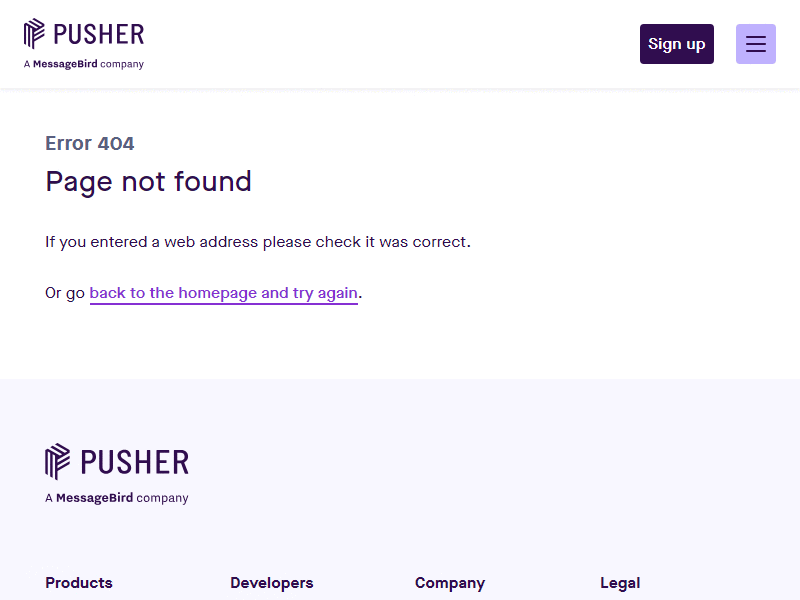 PUSHER
A MessageBird company
Sign up
Error 404
Page not found
If you entered a web address please check it was correct.
Or go back to the homepage and try again.
PUSHER
A MessageBird company
Products Developers Company Legal